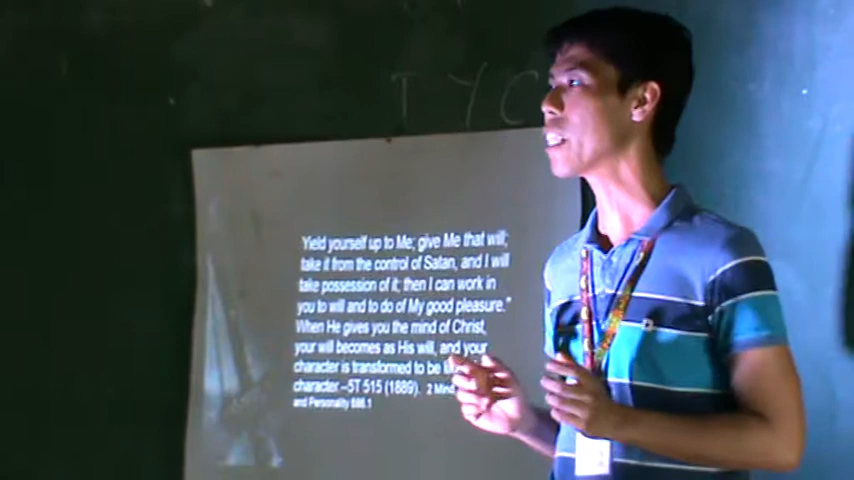 TYC
Yield yourself up to Me; give Me that will;
take it from the control of Satan, and I will
take possession of it; then I can work in
you to will and to do of My good pleasure."
When He gives you the mind of Christ,
your will becomes as His will, and your
character is transformed to be
character.–5T 515 (1889). 2 Mind,
and Personality